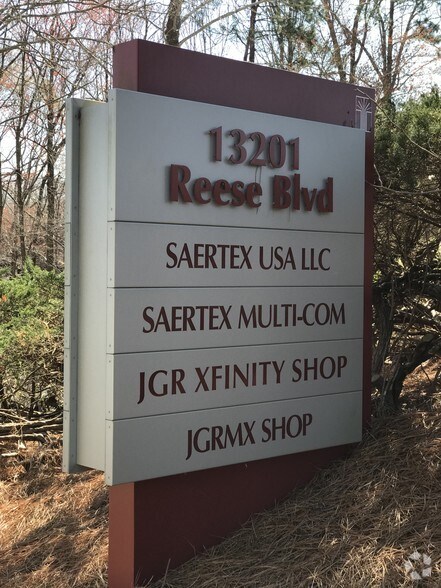 13201
Reese Blvd
SAERTEX USA LLC
SAERTEX MULTI-COM
JGR XFINITY SHOP
JGRMX SHOP